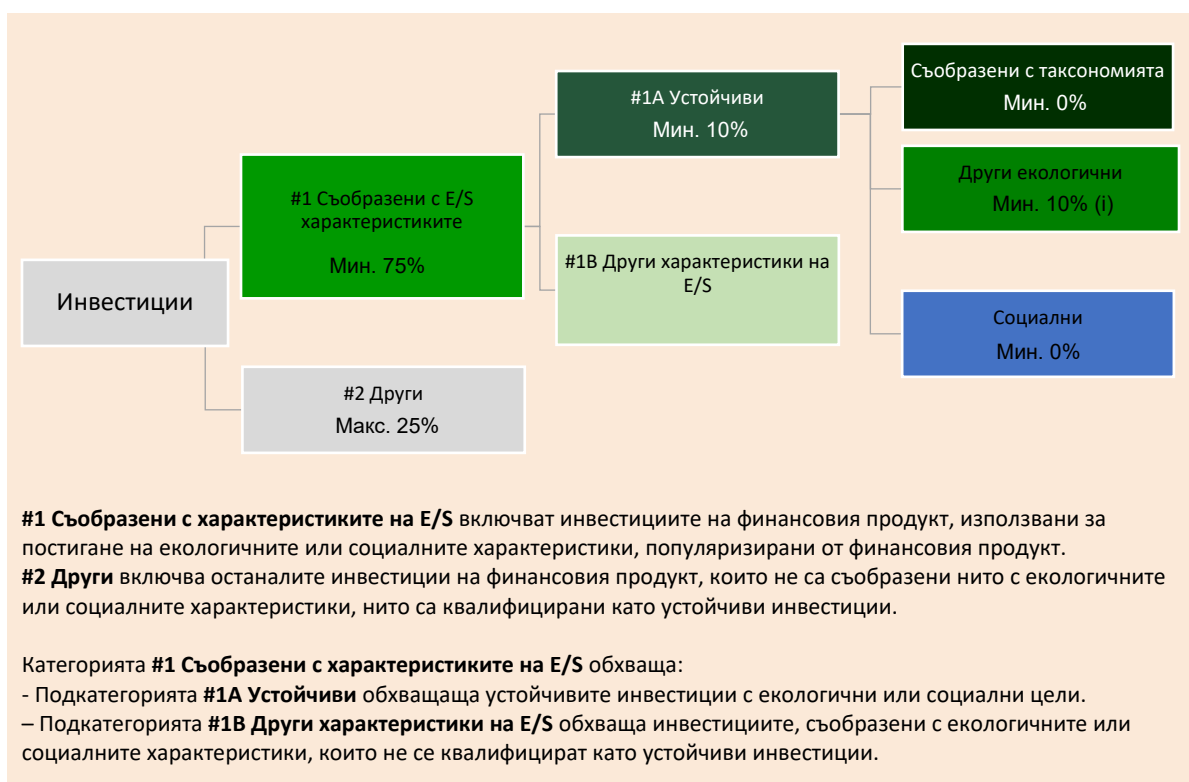 Инвестиции
#1 Съобразени с E/S
характеристиките
Мин. 75%
#2 Други
Макс. 25%
#1A Устойчиви
Мин. 10%
#1B Други характеристики на
E/S
Съобразени с таксономията
Мин. 0%
Други екологични
Мин. 10% (i)
Социални
Мин. 0%
#1 Съобразени с характеристиките на E/S включват инвестициите на финансовия продукт, използвани за
постигане на екологичните или социалните характеристики, популяризирани от финансовия продукт.
#2 Други включва останалите инвестиции на финансовия продукт, които не са съобразени нито с екологичните
или социалните характеристики, нито са квалифицирани като устойчиви инвестиции.
Категорията #1 Съобразени с характеристиките на E/S обхваща:
- Подкатегорията #1A Устойчиви обхващаща устойчивите инвестиции с екологични или социални цели.
– Подкатегорията #1B Други характеристики на E/S обхваща инвестициите, съобразени с екологичните или
социалните характеристики, които не се квалифицират като устойчиви инвестиции.